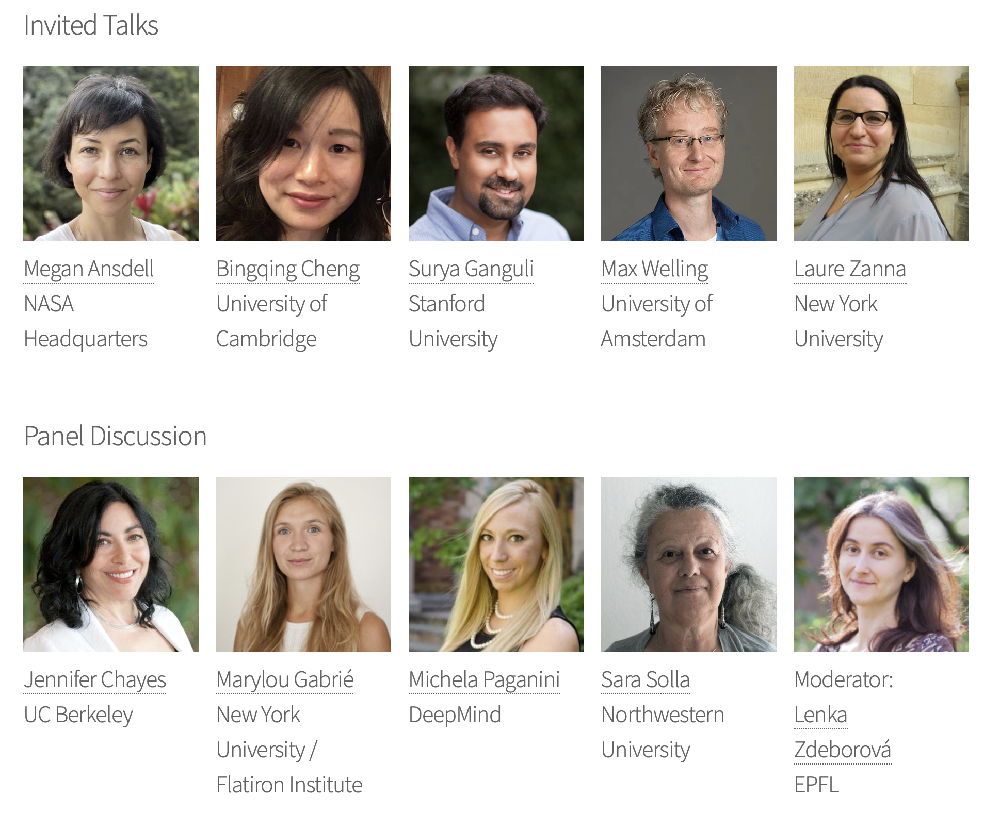 Invited Talks
Megan Ansdell
NASA
Headquarters
Bingqing Cheng
University of
Cambridge
Surya Ganguli
Stanford
University
Max Welling
University of
Amsterdam
Laure Zanna
New York
University
Panel Discussion
Jennifer Chayes
UC Berkeley
Marylou Gabrié
New York
University /
Flatiron Institute
Michela Paganini
DeepMind
Sara Solla
Northwestern
University
Moderator:
Lenka
Zdeborová
EPFL